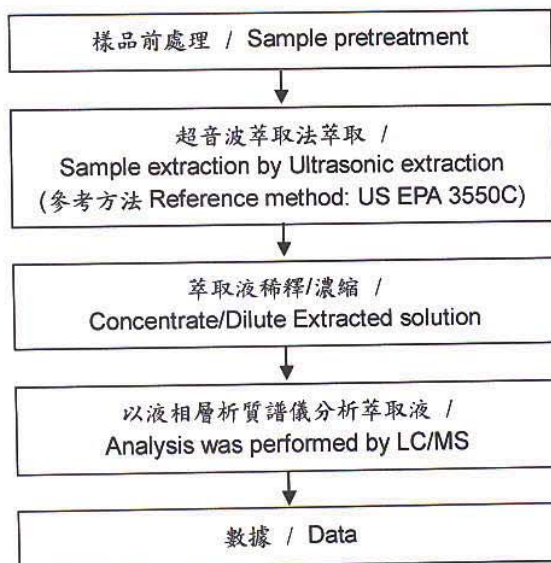 樣品前處理 / Sample pretreatment
超音波萃取法萃取 /
Sample extraction by Ultrasonic extraction
(參考方法 Reference method: US EPA 3550C)
萃取液稀釋/濃縮 /
Concentrate/Dilute Extracted solution
以液相層析質譜儀分析萃取液 /
Analysis was performed by LC/MS
數據 / Data